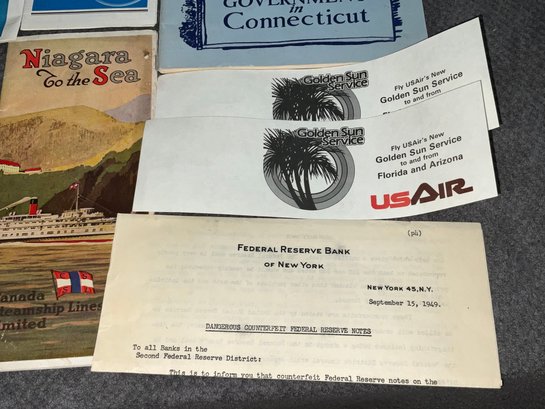 GOVERNMENT
in
Connecticut
Niagara
To the Sea
Canada
Steamship Lines
Limited
Golden Sun
Service
Fly USAir's New
Golden Sun Service
to and from
Golden Sun
Service
Fly USAir's New
Golden Sun Service
to and from
Florida and Arizona
USAIR
(p4)
FEDERAL RESERVE BANK
OF NEW YORK
NEW YORK 45, N.Y.
September 15, 1949.
DANGEROUS COUNTERFEIT FEDERAL RESERVE NOTES
To all Banks in the
Second Federal Reserve District:
This is to inform you that counterfeit Federal Reserve notes on the